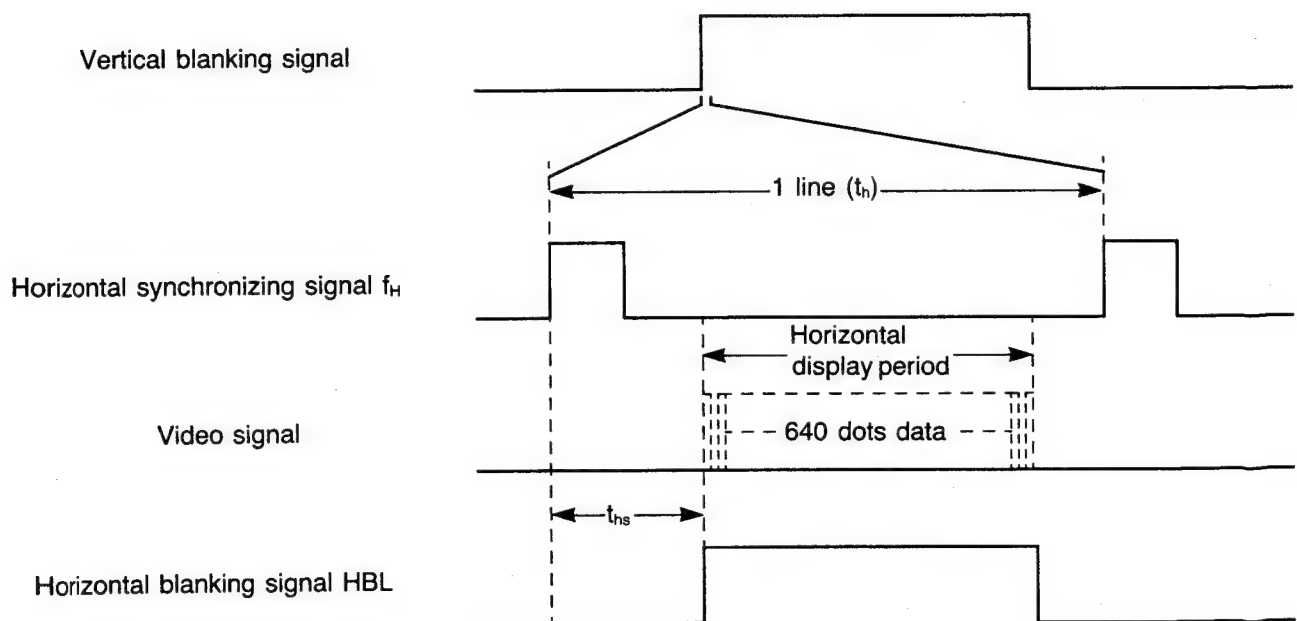 Vertical blanking signal
1 line (th)
Horizontal synchronizing signal fH
Horizontal
display period
Video signal
640 dots data
ths
Horizontal blanking signal HBL